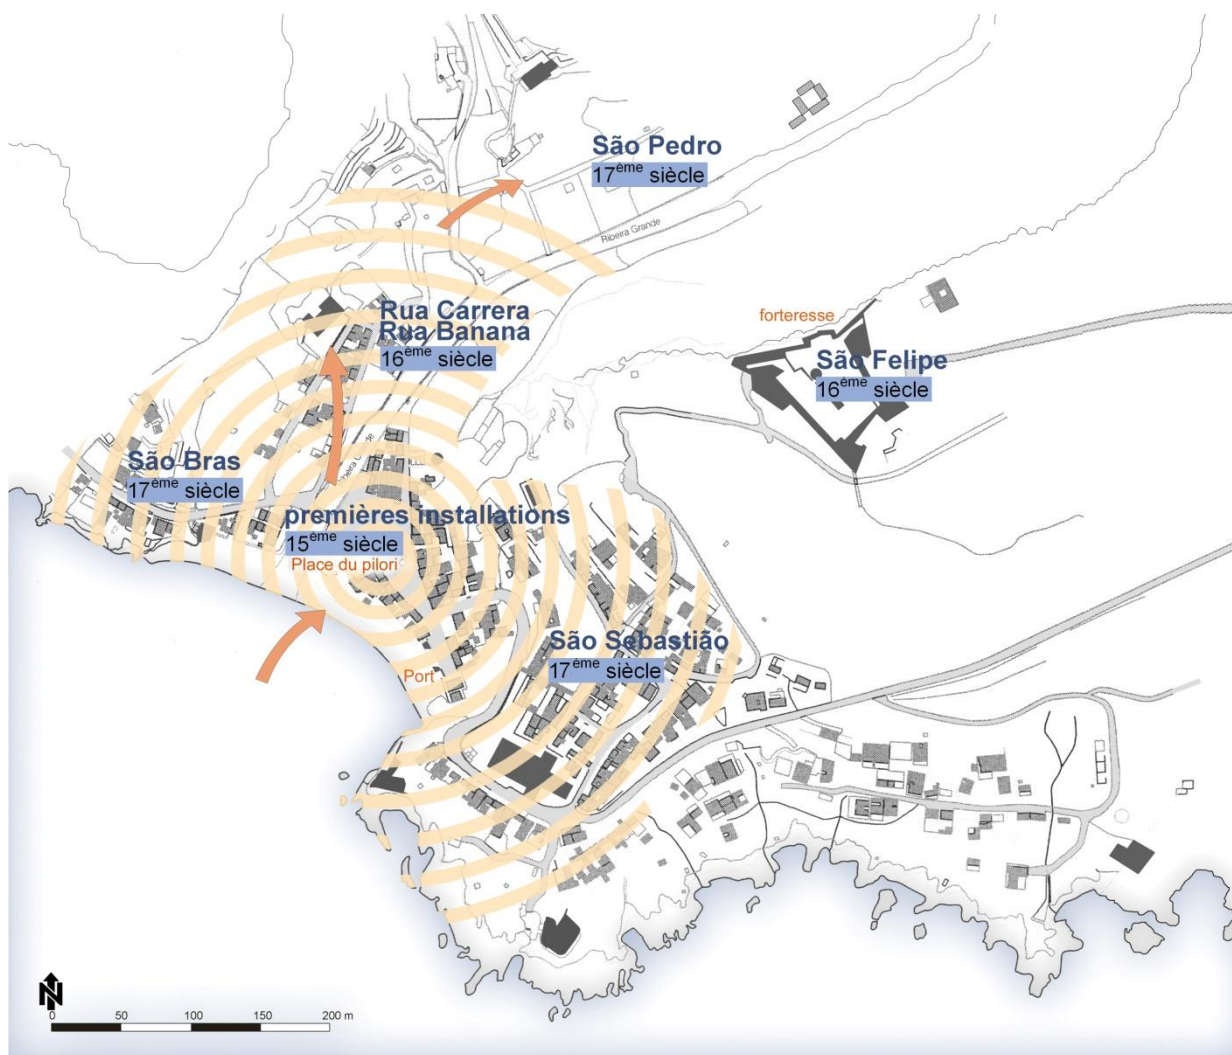 São Pedro
17ème siècle
Ribeira Grande
Rua Carrera
Rua Banana
16ème siècle
forteresse
São Felipe
16ème siècle
São Bras
17ème siècle
Ribeira Grande
premières installations
15ème siècle
Place du pilori
São Sebastião
17ème siècle
Port
N
0 50 100 150 200 m